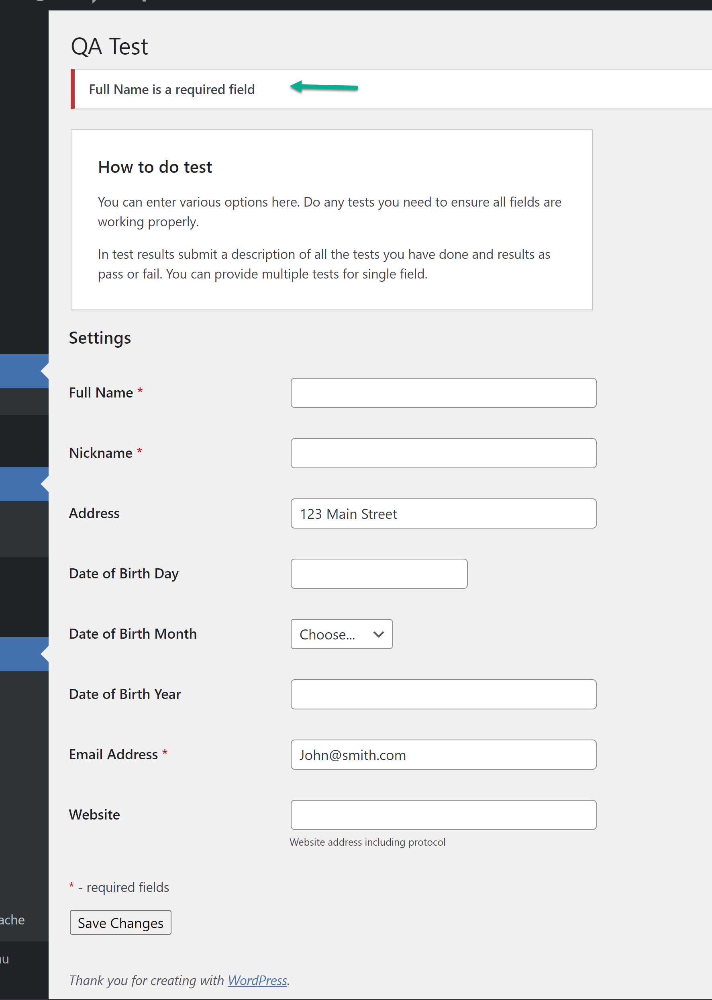 QA Test
Full Name is a required field
How to do test
You can enter various options here. Do any tests you need to ensure all fields are
working properly.
In test results submit a description of all the tests you have done and results as
pass or fail. You can provide multiple tests for single field.
Settings
Full Name *
Nickname *
Address
123 Main Street
Date of Birth Day
Date of Birth Month
Choose...
Date of Birth Year
Email Address *
John@smith.com
Website
Website address including protocol
* - required fields
Save Changes
ache
nu
Thank you for creating with WordPress.